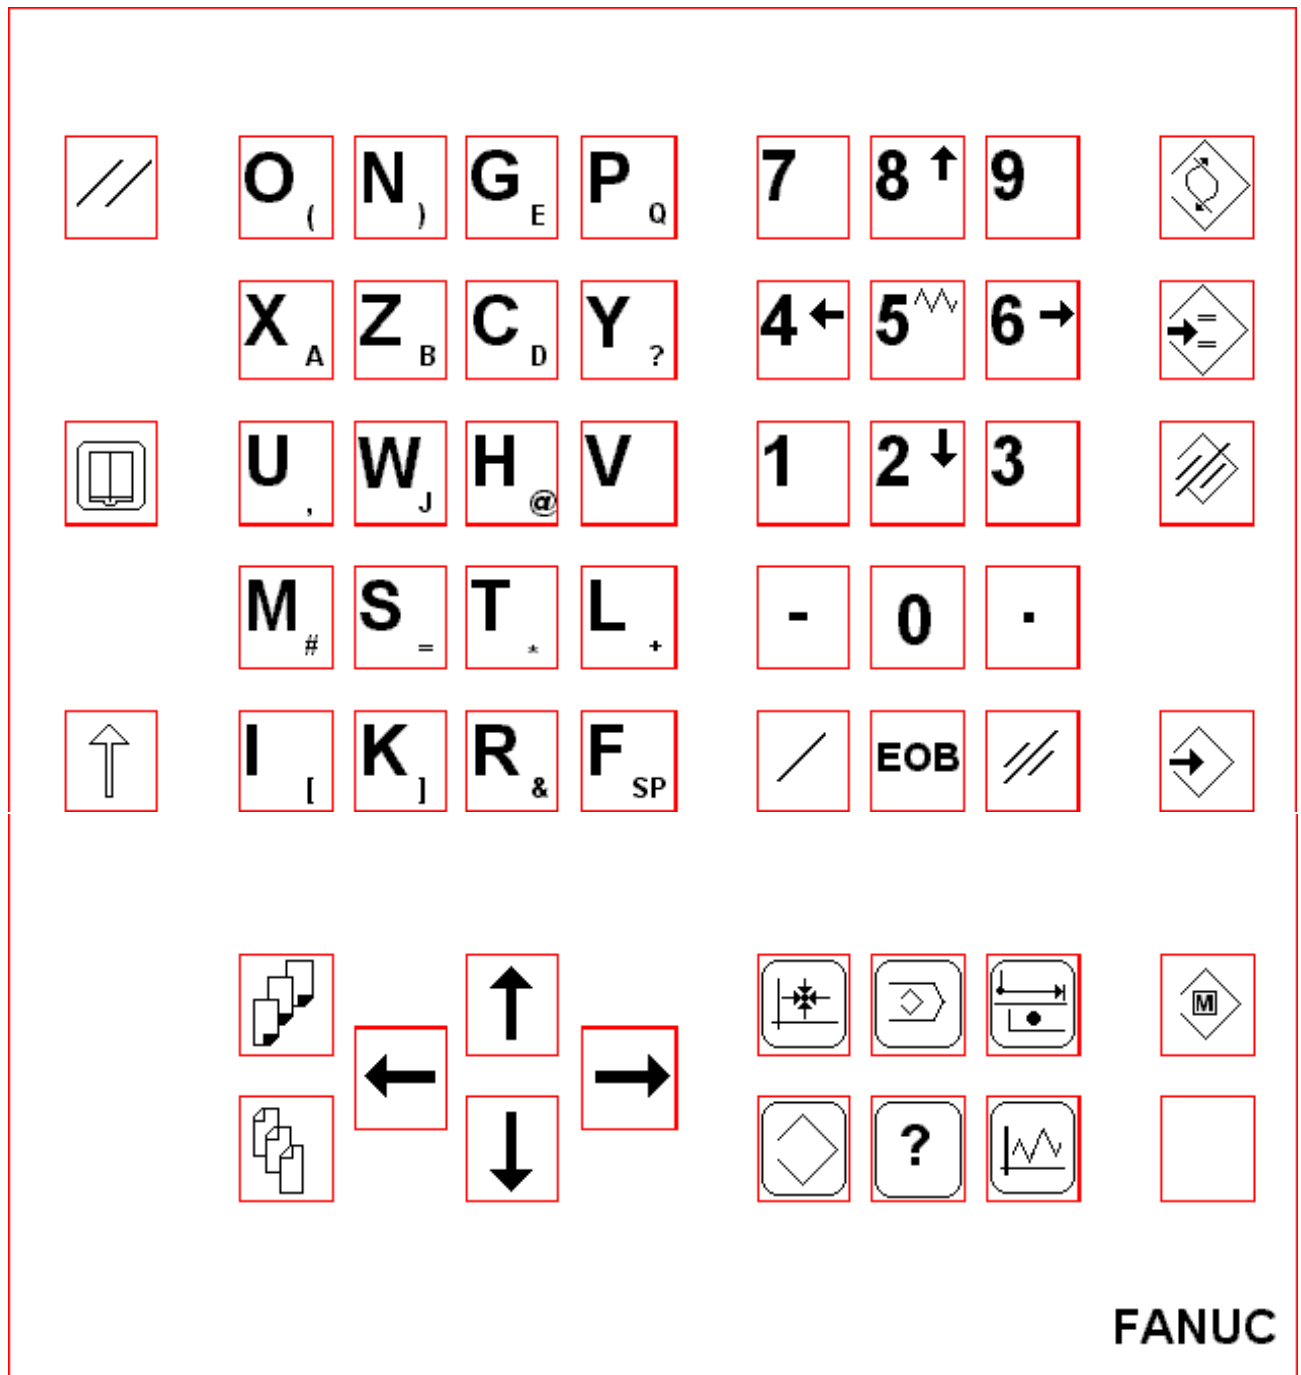 O ( N ) G E P Q 7 8 ↑ 9
X A Z B C D Y ? 4 ← 5 6 →
U , W J H @ V 1 2 ↓ 3
M # S = T * L + - 0 .
I [ K ] R & F SP / EOB
M
?
FANUC